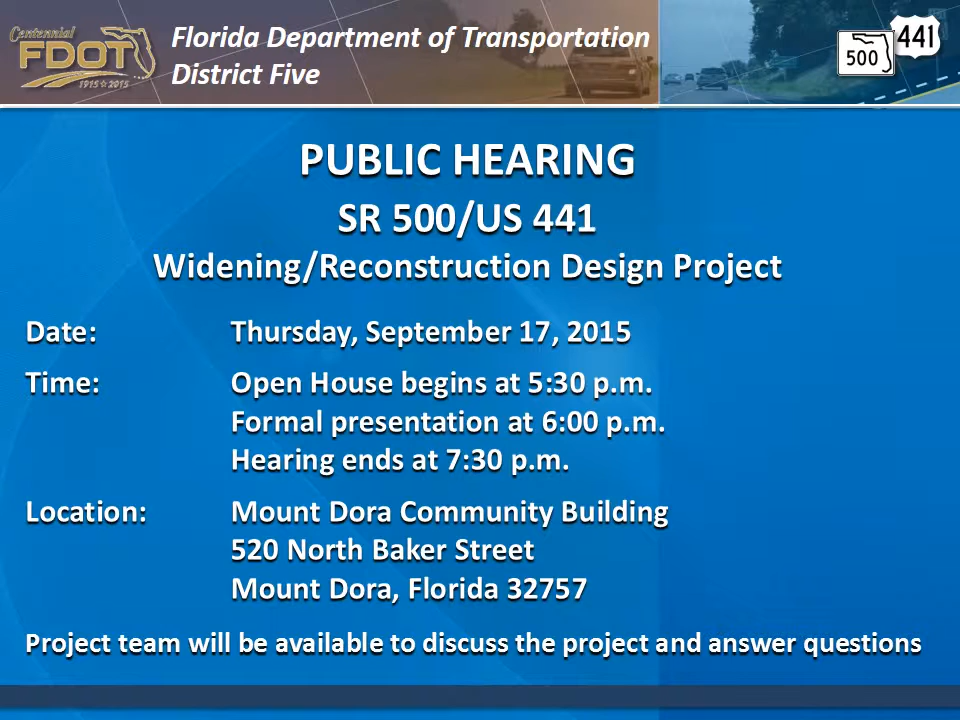 Centennial
FDOT
1915★2015
Florida Department of Transportation
District Five
500
441
PUBLIC HEARING
SR 500/US 441
Widening/Reconstruction Design Project
Date: Thursday, September 17, 2015
Time: Open House begins at 5:30 p.m.
Formal presentation at 6:00 p.m.
Hearing ends at 7:30 p.m.
Location: Mount Dora Community Building
520 North Baker Street
Mount Dora, Florida 32757
Project team will be available to discuss the project and answer questions